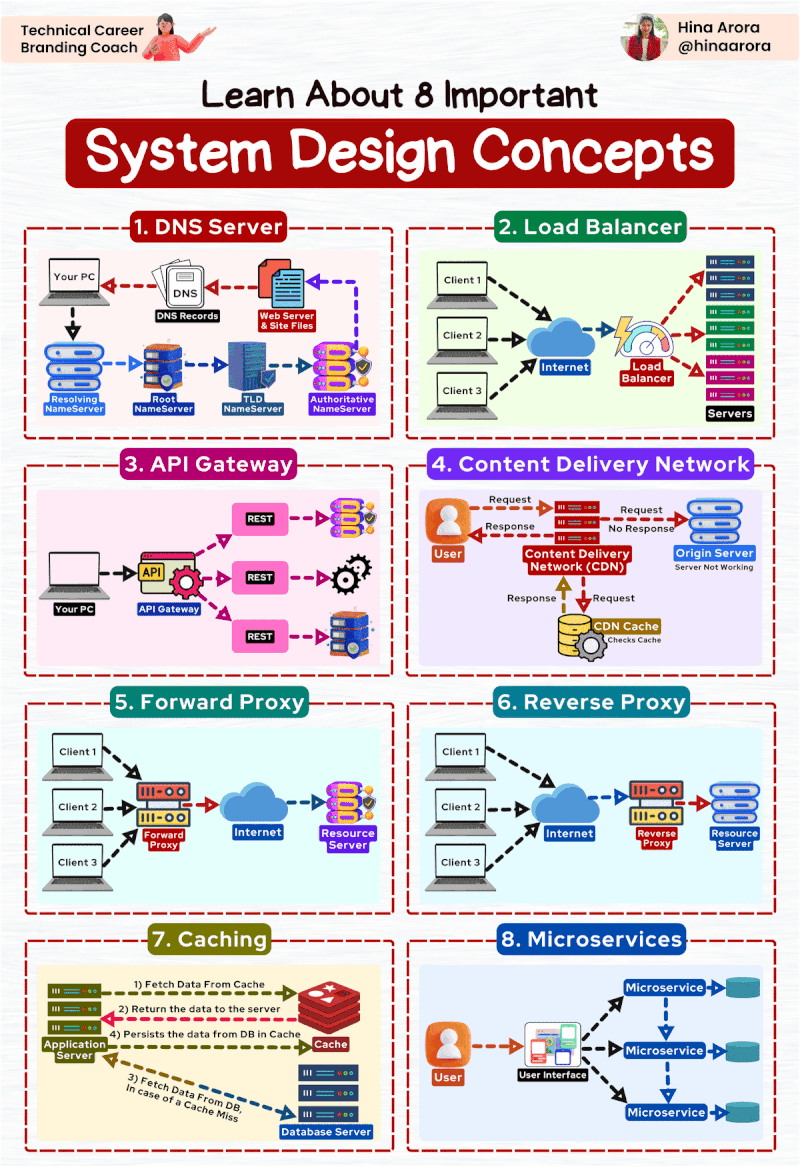 Technical Career
Branding Coach
Hina Arora
@hinaarora
Learn About 8 Important
System Design Concepts
1. DNS Server
Your PC
DNS
DNS Records
Web Server
& Site Files
Resolving
NameServer
Root
NameServer
TLD
NameServer
Authoritative
NameServer
2. Load Balancer
Client 1
Client 2
Client 3
Internet
Load
Balancer
Servers
3. API Gateway
Your PC
API
API Gateway
REST
REST
REST
4. Content Delivery Network
User
Request
Response
Content Delivery
Network (CDN)
Request
No Response
Origin Server
Server Not Working
Response
Request
CDN Cache
Checks Cache
5. Forward Proxy
Client 1
Client 2
Client 3
Forward
Proxy
Internet
Resource
Server
6. Reverse Proxy
Client 1
Client 2
Client 3
Internet
Reverse
Proxy
Resource
Server
7. Caching
1) Fetch Data From Cache
2) Return the data to the server
4) Persists the data from DB in Cache
Application
Server
Cache
3) Fetch Data From DB,
In case of a Cache Miss
Database Server
8. Microservices
User
User Interface
Microservice
Microservice
Microservice